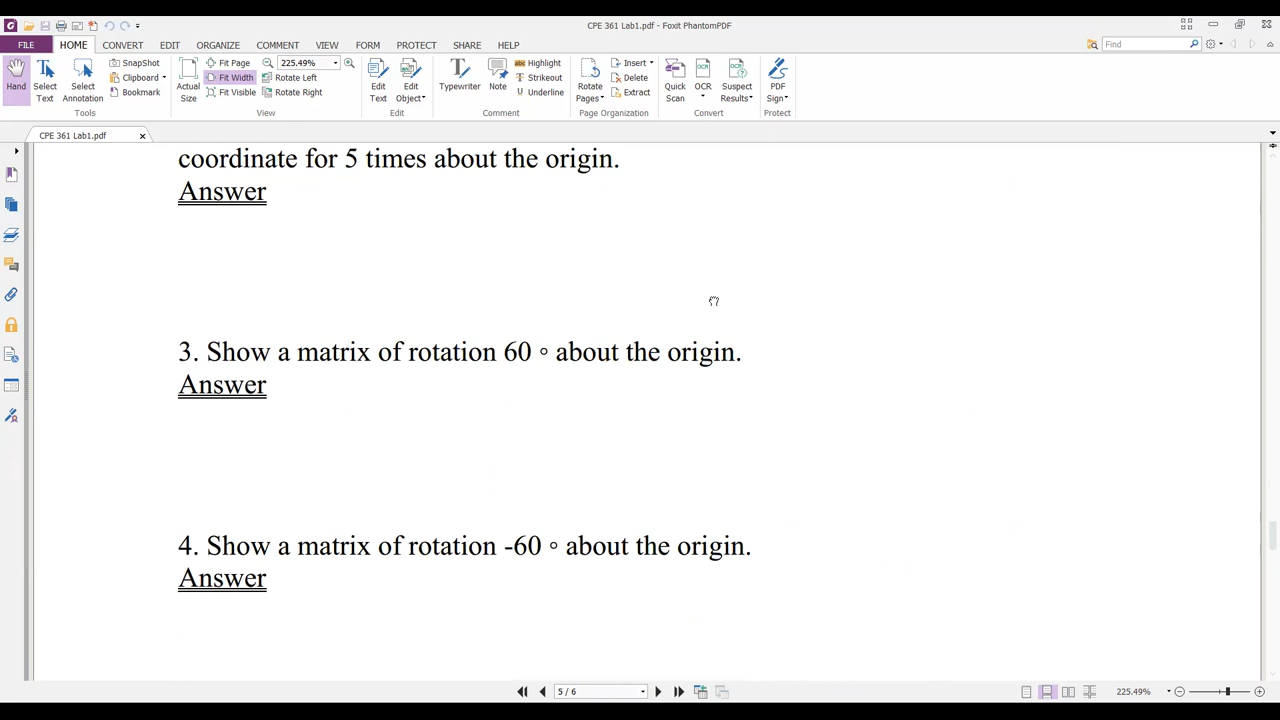 CPE 361 Lab1.pdf - Foxit PhantomPDF
FILE HOME CONVERT EDIT ORGANIZE COMMENT VIEW FORM PROTECT SHARE HELP Find
SnapShot Fit Page 225.49% Insert
Clipboard Fit Width Rotate Left Highlight Strikeout Delete
Bookmark Fit Visible Rotate Right Underline Extract
Hand Select Text Select Annotation Actual Size Edit Text Edit Object Typewriter Note Rotate Pages Quick Scan OCR Suspect Results PDF Sign
Tools View Edit Comment Page Organization Convert Protect
CPE 361 Lab1.pdf
coordinate for 5 times about the origin.
Answer
3. Show a matrix of rotation 60 ° about the origin.
Answer
4. Show a matrix of rotation -60 ° about the origin.
Answer
5 / 6 225.49%